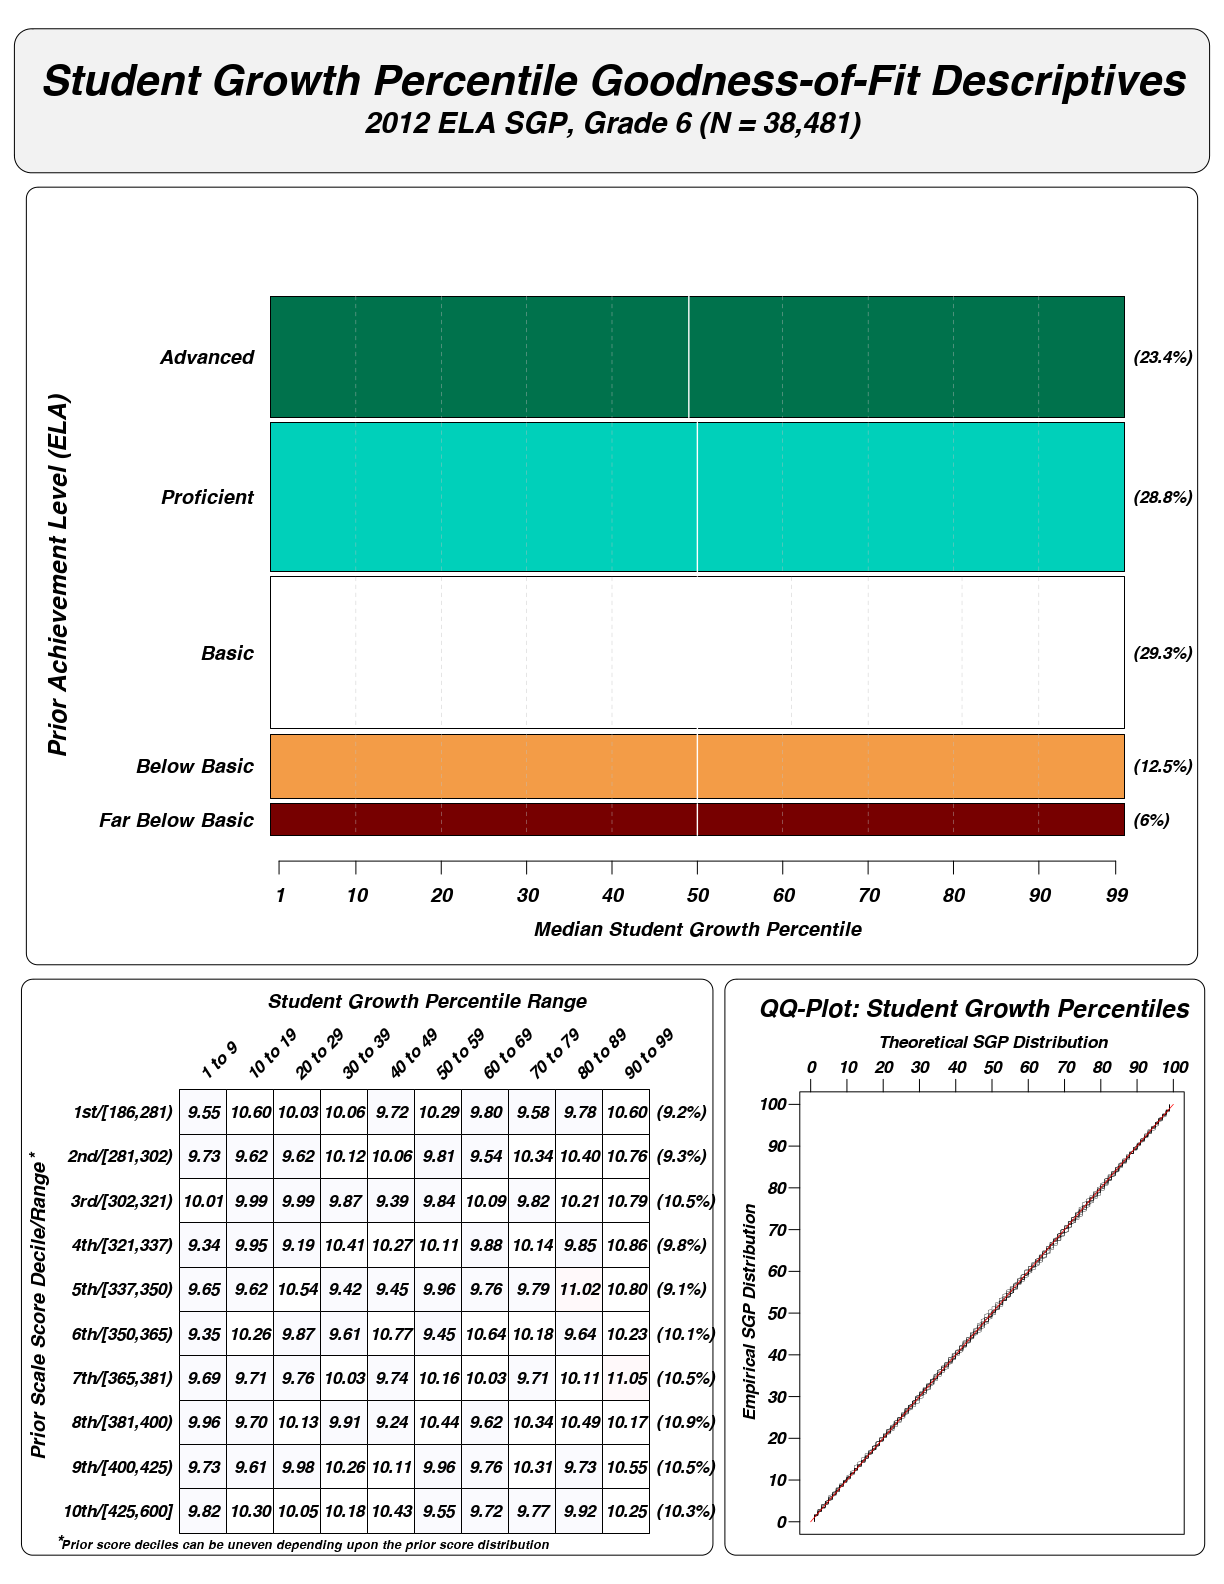 Student Growth Percentile Goodness-of-Fit Descriptives
2012 ELA SGP, Grade 6 (N = 38,481)
Prior Achievement Level (ELA)
Advanced (23.4%)
Proficient (28.8%)
Basic (29.3%)
Below Basic (12.5%)
Far Below Basic (6%)
1 10 20 30 40 50 60 70 80 90 99
Median Student Growth Percentile
Student Growth Percentile Range
1 to 9 10 to 19 20 to 29 30 to 39 40 to 49 50 to 59 60 to 69 70 to 79 80 to 89 90 to 99
Prior Scale Score Decile/Range*
1st/[186,281) 9.55 10.60 10.03 10.06 9.72 10.29 9.80 9.58 9.78 10.60 (9.2%)
2nd/[281,302) 9.73 9.62 9.62 10.12 10.06 9.81 9.54 10.34 10.40 10.76 (9.3%)
3rd/[302,321) 10.01 9.99 9.99 9.87 9.39 9.84 10.09 9.82 10.21 10.79 (10.5%)
4th/[321,337) 9.34 9.95 9.19 10.41 10.27 10.11 9.88 10.14 9.85 10.86 (9.8%)
5th/[337,350) 9.65 9.62 10.54 9.42 9.45 9.96 9.76 9.79 11.02 10.80 (9.1%)
6th/[350,365) 9.35 10.26 9.87 9.61 10.77 9.45 10.64 10.18 9.64 10.23 (10.1%)
7th/[365,381) 9.69 9.71 9.76 10.03 9.74 10.16 10.03 9.71 10.11 11.05 (10.5%)
8th/[381,400) 9.96 9.70 10.13 9.91 9.24 10.44 9.62 10.34 10.49 10.17 (10.9%)
9th/[400,425) 9.73 9.61 9.98 10.26 10.11 9.96 9.76 10.31 9.73 10.55 (10.5%)
10th/[425,600] 9.82 10.30 10.05 10.18 10.43 9.55 9.72 9.77 9.92 10.25 (10.3%)
*Prior score deciles can be uneven depending upon the prior score distribution
QQ-Plot: Student Growth Percentiles
Theoretical SGP Distribution
0 10 20 30 40 50 60 70 80 90 100
Empirical SGP Distribution
100
90
80
70
60
50
40
30
20
10
0